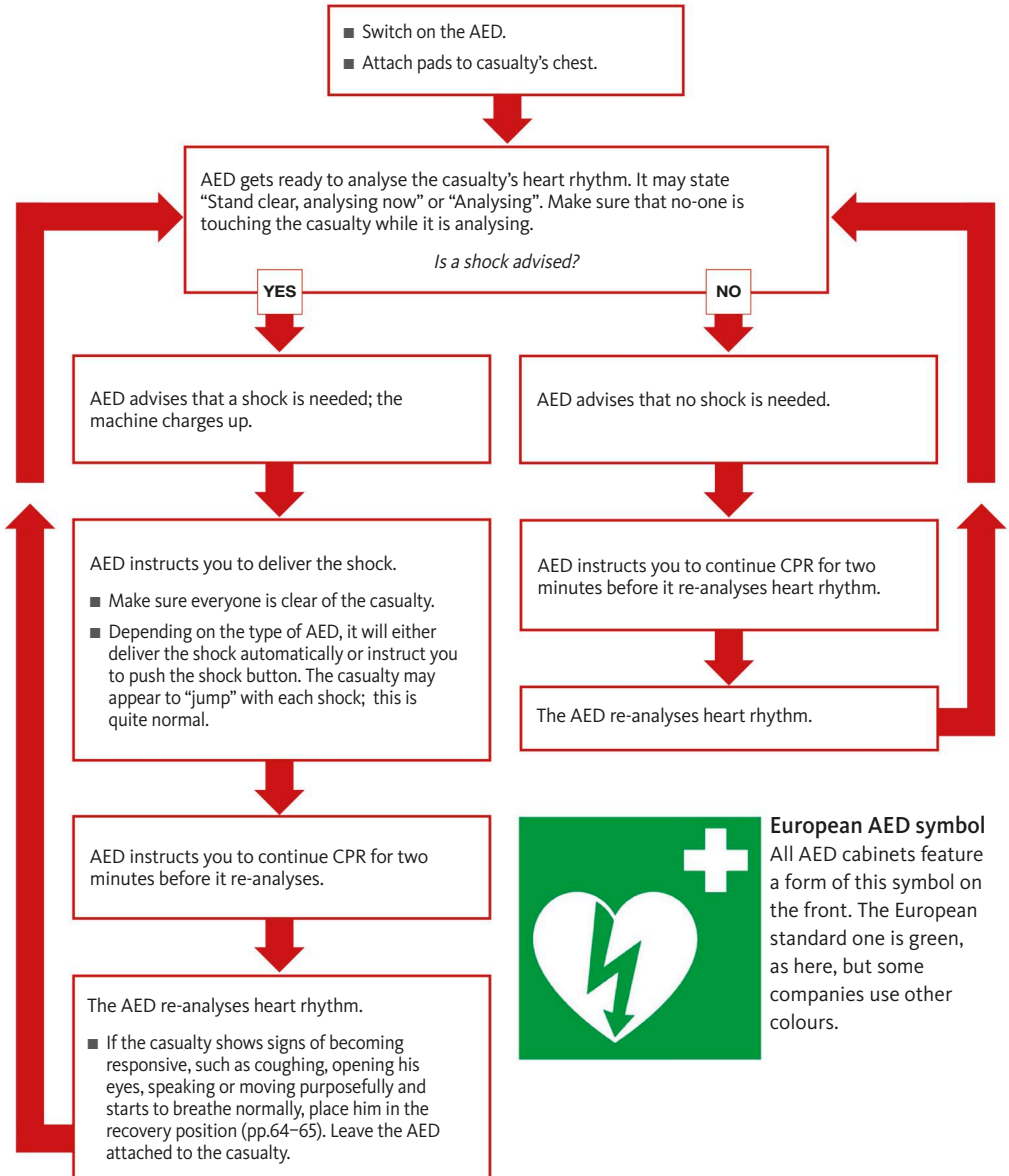 ■ Switch on the AED.
■ Attach pads to casualty's chest.
AED gets ready to analyse the casualty's heart rhythm. It may state
“Stand clear, analysing now” or “Analysing”. Make sure that no-one is
touching the casualty while it is analysing.
Is a shock advised?
YES
NO
AED advises that a shock is needed; the
machine charges up.
AED advises that no shock is needed.
AED instructs you to deliver the shock.
■ Make sure everyone is clear of the casualty.
■ Depending on the type of AED, it will either
deliver the shock automatically or instruct you
to push the shock button. The casualty may
appear to “jump” with each shock; this is
quite normal.
AED instructs you to continue CPR for two
minutes before it re-analyses heart rhythm.
The AED re-analyses heart rhythm.
AED instructs you to continue CPR for two
minutes before it re-analyses.
The AED re-analyses heart rhythm.
■ If the casualty shows signs of becoming
responsive, such as coughing, opening his
eyes, speaking or moving purposefully and
starts to breathe normally, place him in the
recovery position (pp.64–65). Leave the AED
attached to the casualty.
European AED symbol
All AED cabinets feature
a form of this symbol on
the front. The European
standard one is green,
as here, but some
companies use other
colours.